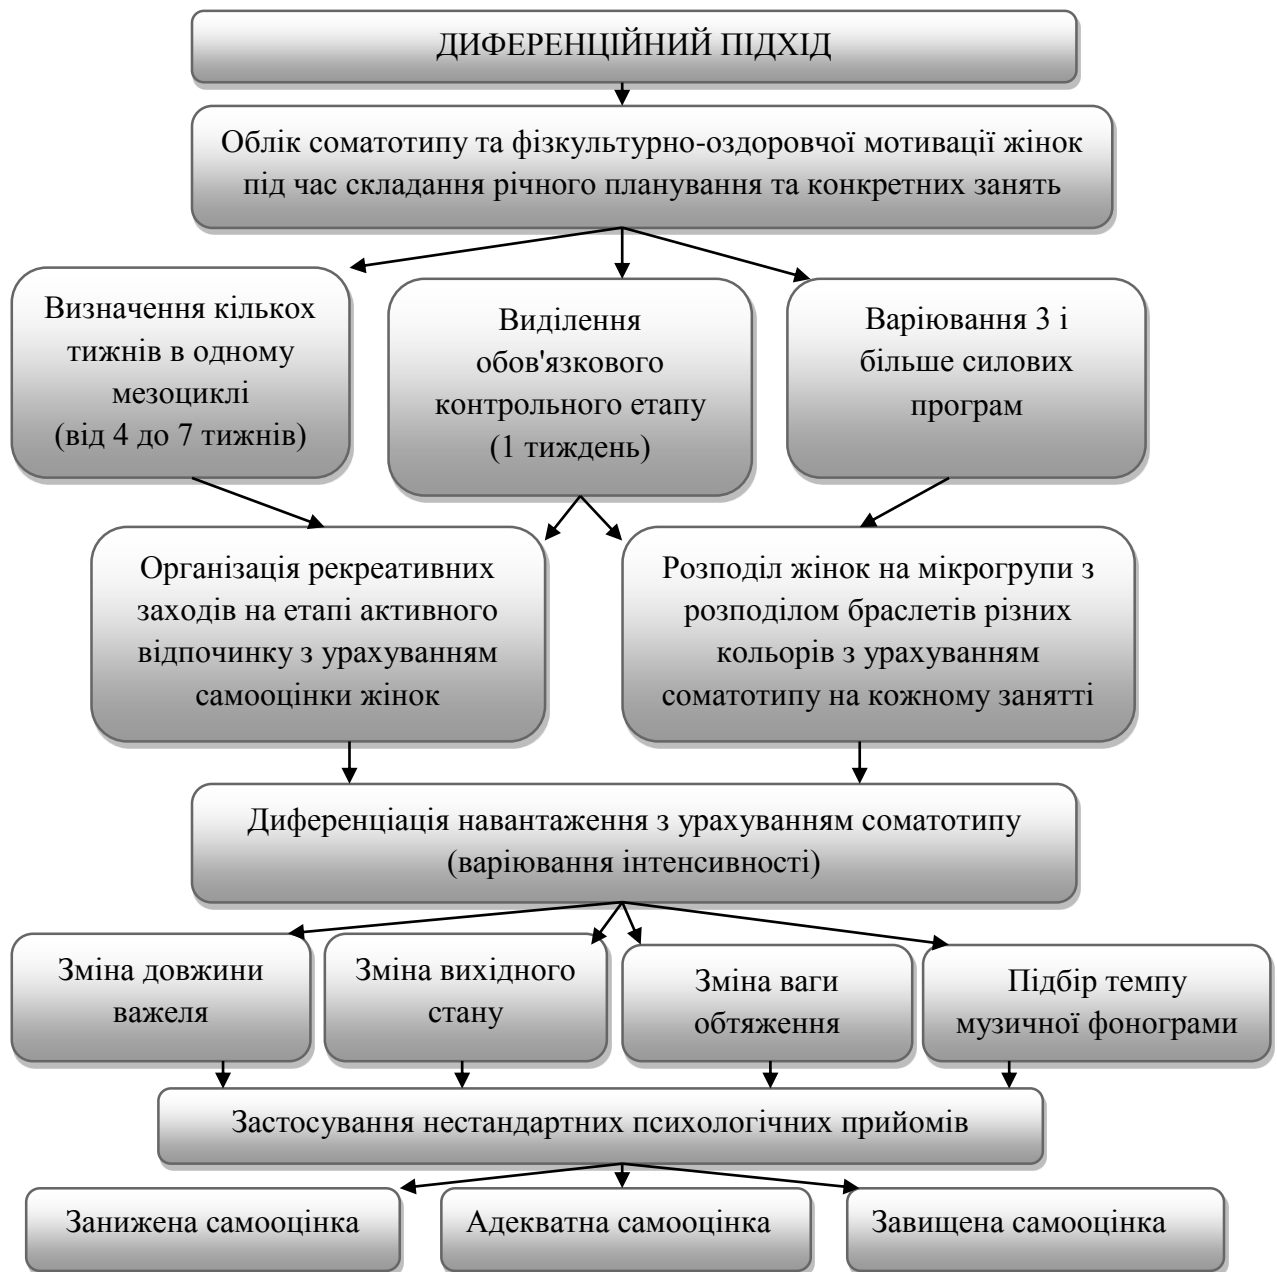 ДИФЕРЕНЦІЙНИЙ ПІДХІД
Облік соматотипу та фізкультурно-оздоровчої мотивації жінок
під час складання річного планування та конкретних занять
Визначення кількох
тижнів в одному
мезоциклі
(від 4 до 7 тижнів)
Виділення
обов'язкового
контрольного етапу
(1 тиждень)
Варіювання 3 і
більше силових
програм
Організація рекреативних
заходів на етапі активного
відпочинку з урахуванням
самооцінки жінок
Розподіл жінок на мікрогрупи з
розподілом браслетів різних
кольорів з урахуванням
соматотипу на кожному занятті
Диференціація навантаження з урахуванням соматотипу
(варіювання інтенсивності)
Зміна довжини
важеля
Зміна вихідного
стану
Зміна ваги
обтяження
Підбір темпу
музичної фонограми
Застосування нестандартних психологічних прийомів
Занижена самооцінка
Адекватна самооцінка
Завищена самооцінка